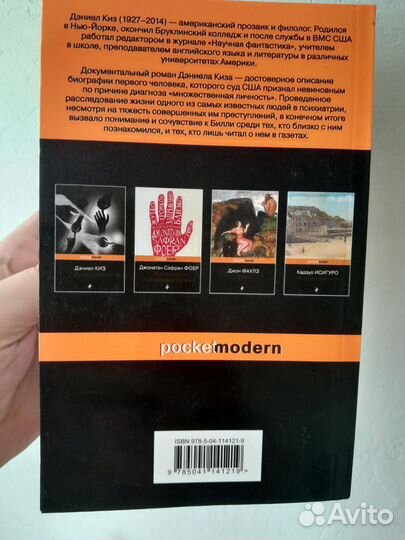 Дэниел Киз (1927–2014) — американский прозаик и филолог. Родился
в Нью-Йорке, окончил Бруклинский колледж и после службы в ВМС США
работал редактором в журнале «Научная фантастика», учителем
в школе, преподавателем английского языка и литературы в различных
университетах Америки.
Документальный роман Дэниела Киза — достоверное описание
биографии первого человека, которого суд США признал невиновным
по причине диагноза «множественная личность». Проведенное
расследование жизни одного из самых известных людей в психиатрии,
несмотря на тяжесть совершенных им преступлений, в конечном итоге
вызвало понимание и сочувствие к Билли среди тех, кто близко с ним
познакомился, и тех, кто лишь читал о нем в газетах.
ДЖОНАТАН
САФРАН
ФОЕР
Дэниел КИЗ
Джонатан Сафран ФОЕР
Джон ФАУЛЗ
Кадзуо ИСИГУРО
pocketmodern
ISBN 978-5-04-114121-9
9 785041 141219 >
Avito